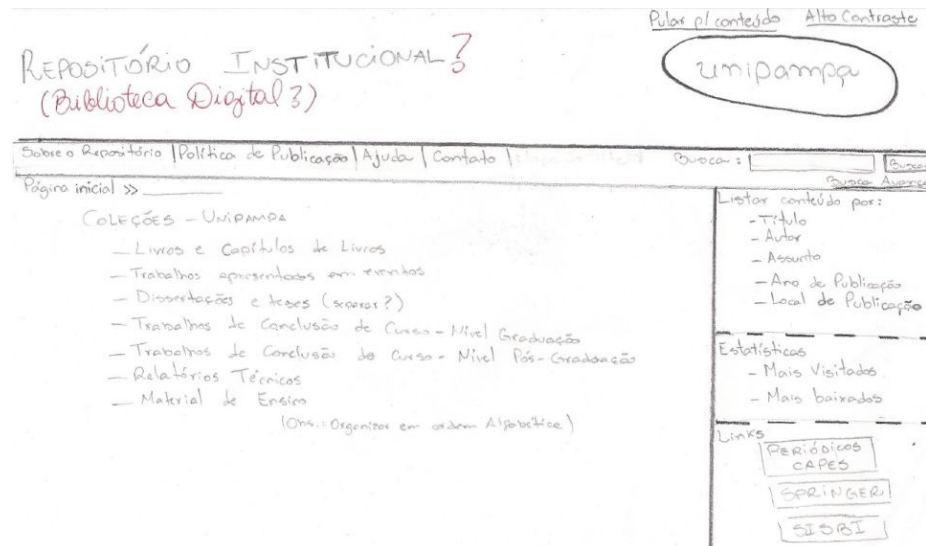 Pular p/ conteúdo Alto Contraste
REPOSITÓRIO INSTITUCIONAL?
(Biblioteca Digital?)
unipampa
Sobre o Repositório | Política de Publicação | Ajuda | Contato |
Busca: Buscar
Busca Avança
Página inicial >>
COLEÇÕES - UNIPAMPA
— Livros e Capítulos de Livros
— Trabalhos apresentados em eventos
— Dissertações e teses (separar?)
— Trabalhos de Conclusão de Curso - Nível Graduação
— Trabalhos de Conclusão de Curso - Nível Pós-Graduação
— Relatórios Técnicos
— Material de Ensino
(Obs.: Organizar em ordem Alfabética)
Listar conteúdo por:
- Título
- Autor
- Assunto
- Ano de Publicação
- Local de Publicação
Estatísticas
- Mais Visitados
- Mais baixados
Links
PERIÓDICOS
CAPES
SPRINGER
SISBI